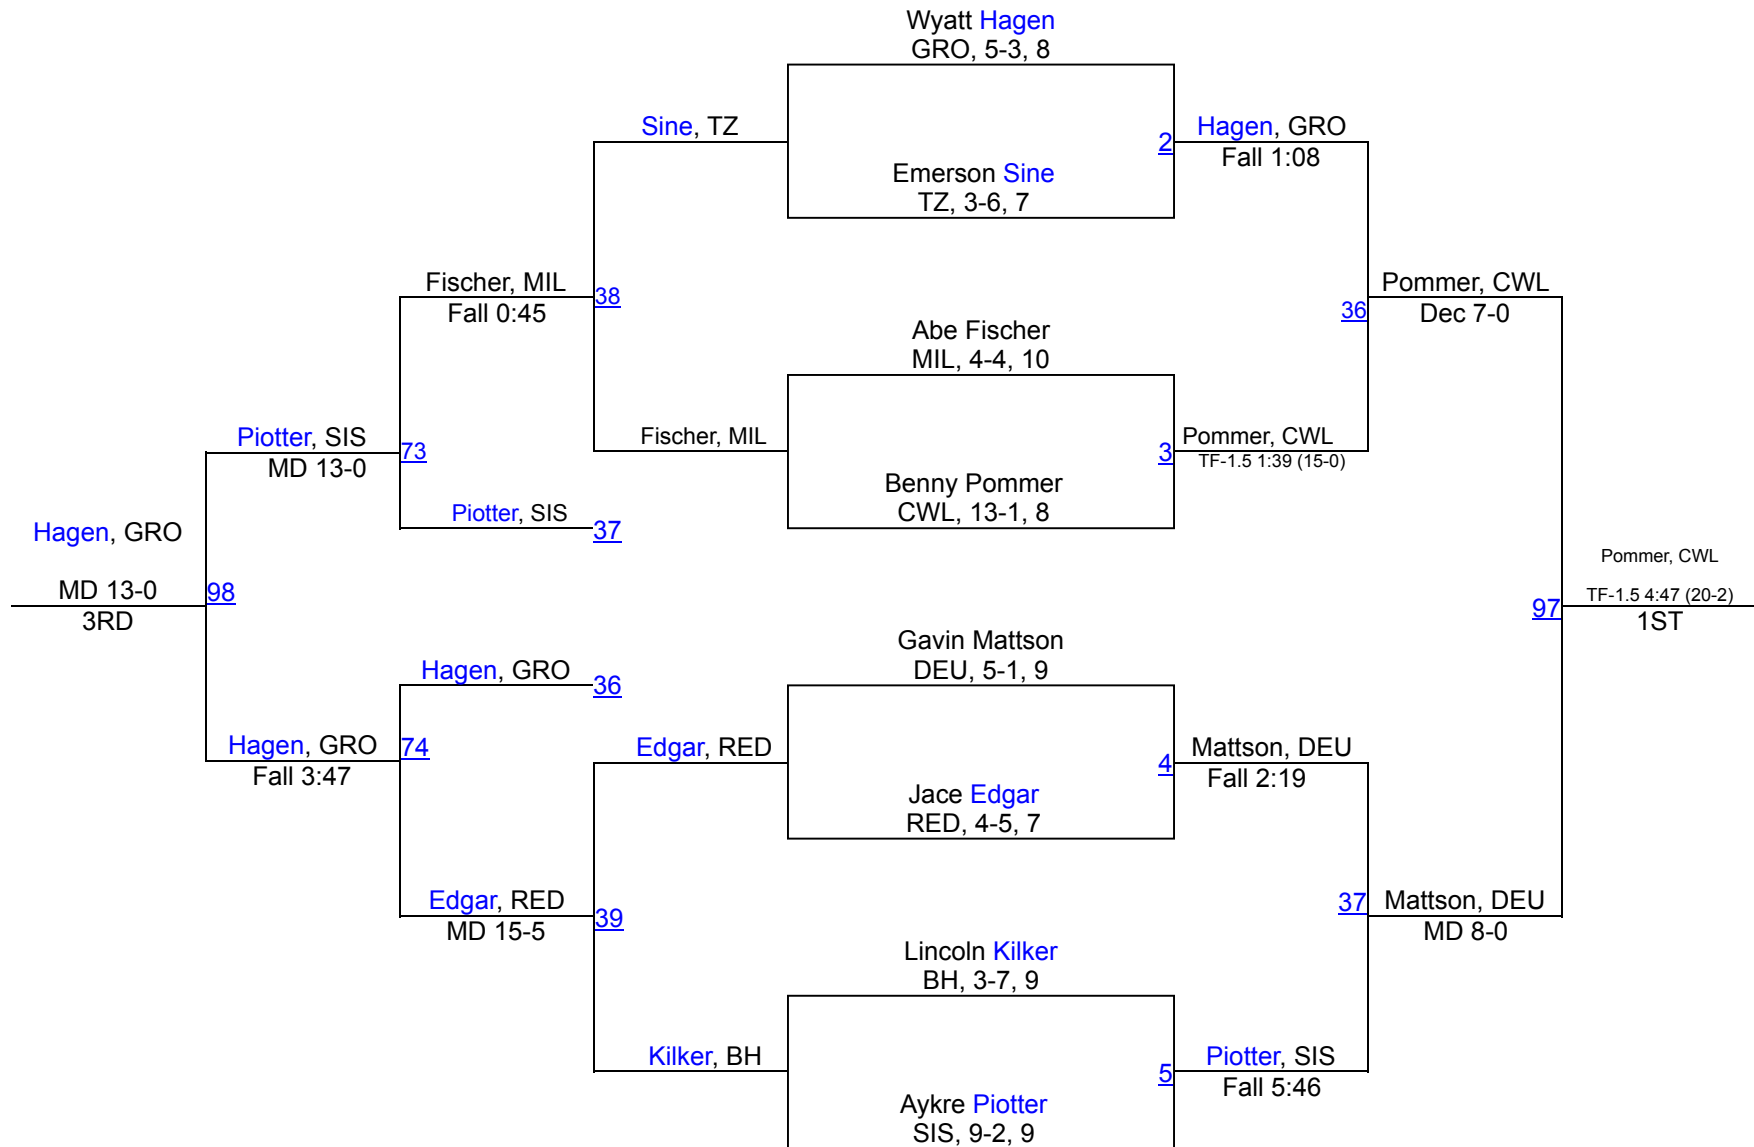 Wyatt Hagen
GRO, 5-3, 8
Sine, TZ
2
Hagen, GRO
Fall 1:08
Emerson Sine
TZ, 3-6, 7
Fischer, MIL
Fall 0:45
38
Pommer, CWL
Dec 7-0
36
Abe Fischer
MIL, 4-4, 10
Piotter, SIS
MD 13-0
73
Fischer, MIL
3
Pommer, CWL
TF-1.5 1:39 (15-0)
Benny Pommer
CWL, 13-1, 8
Piotter, SIS
37
Hagen, GRO
MD 13-0
3RD
98
Pommer, CWL
TF-1.5 4:47 (20-2)
1ST
97
Gavin Mattson
DEU, 5-1, 9
Hagen, GRO
36
Hagen, GRO
Fall 3:47
74
Edgar, RED
4
Mattson, DEU
Fall 2:19
Jace Edgar
RED, 4-5, 7
Edgar, RED
MD 15-5
39
37
Mattson, DEU
MD 8-0
Lincoln Kilker
BH, 3-7, 9
Kilker, BH
5
Piotter, SIS
Fall 5:46
Aykre Piotter
SIS, 9-2, 9